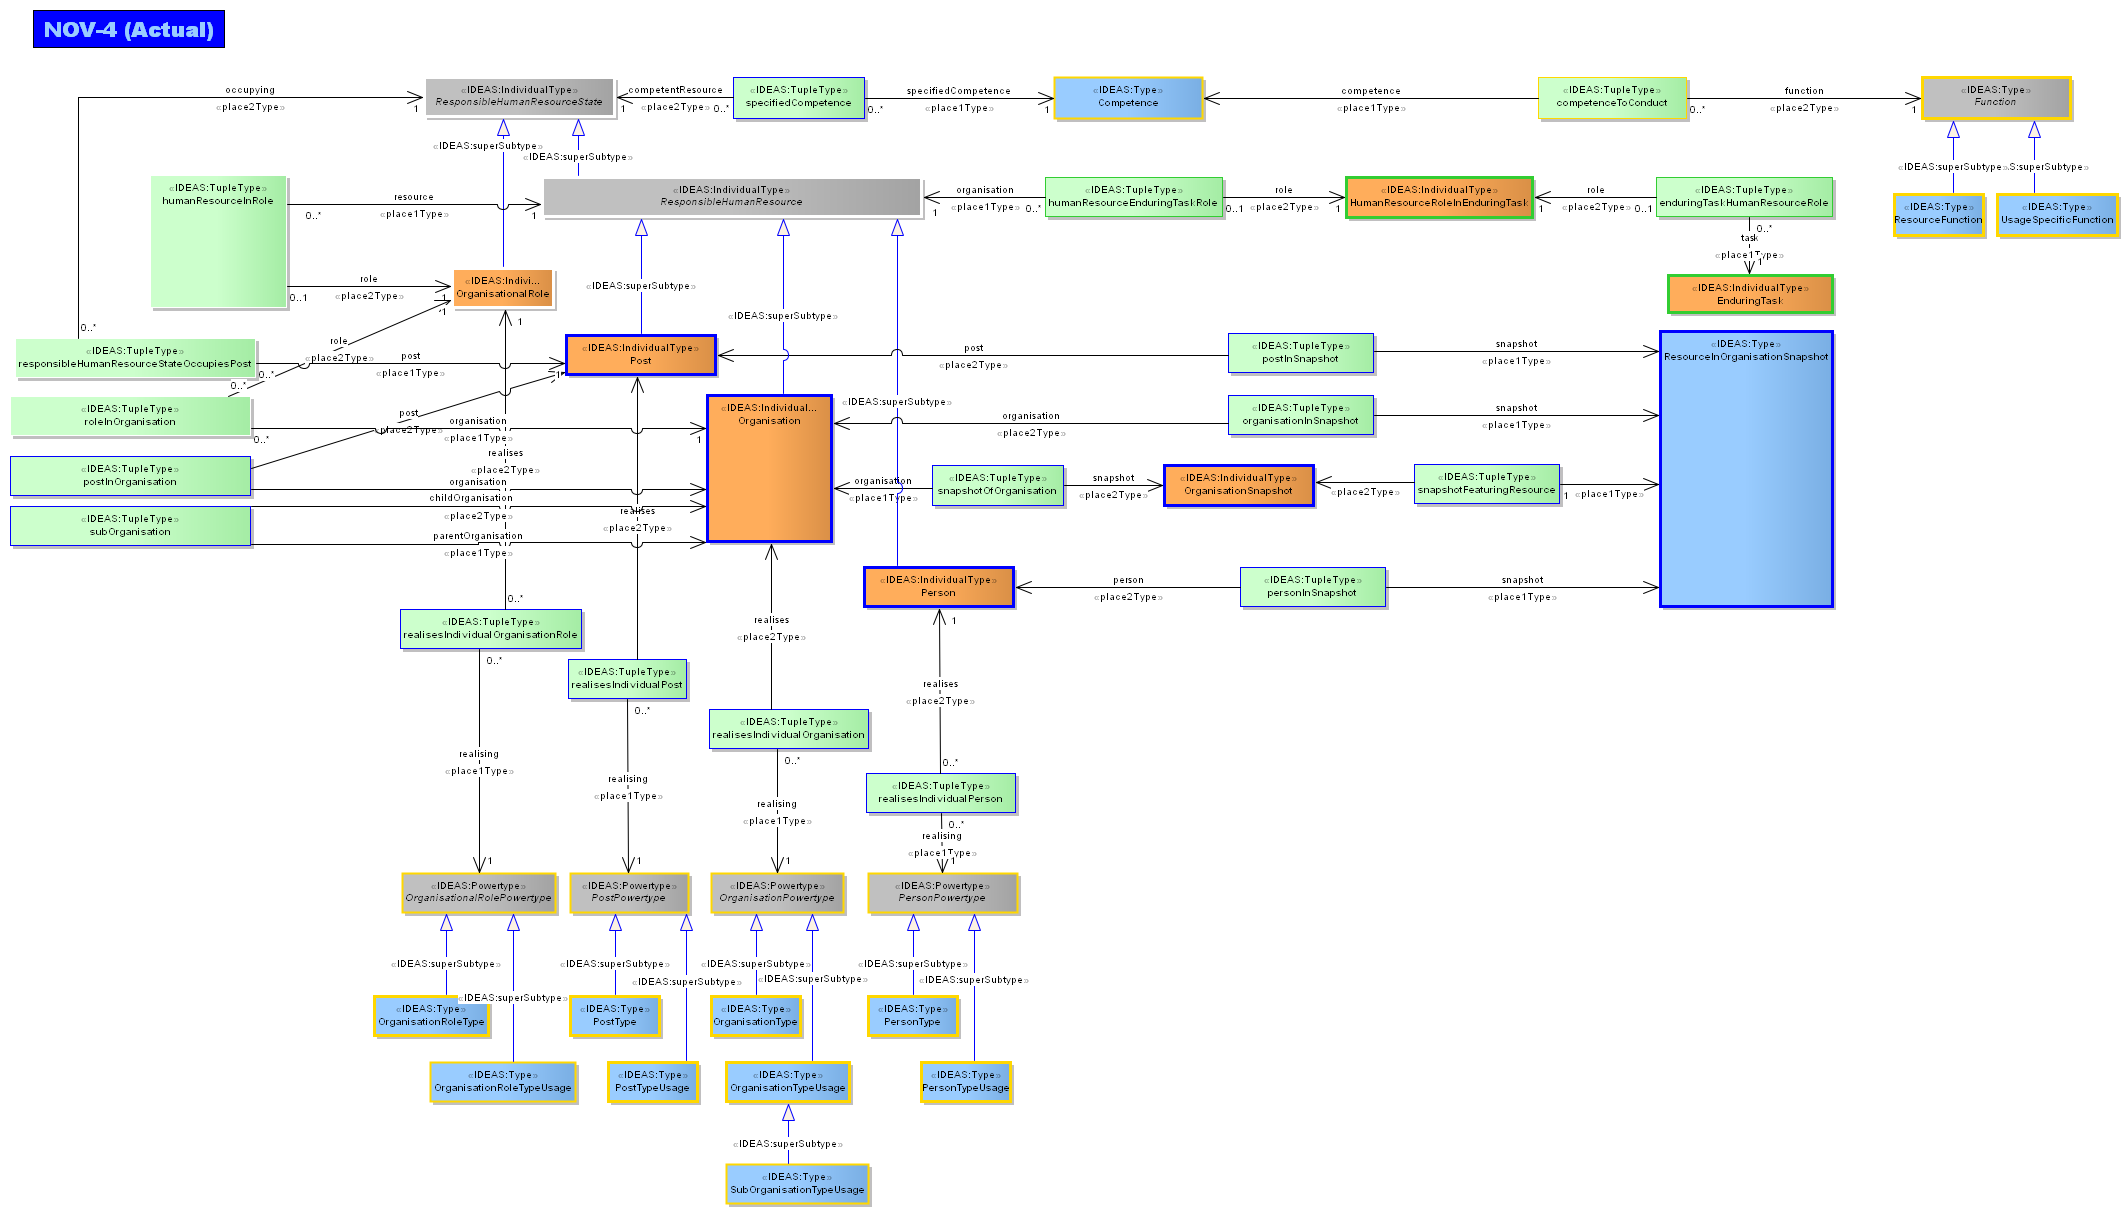 NOV-4 (Actual)
occupying
«place2Type»
1
«IDEAS:IndividualType»
ResponsibleHumanResourceState
competentResource
1
«place2Type»
0..*
«IDEAS:TupleType»
specifiedCompetence
specifiedCompetence
0..*
«place1Type»
1
«IDEAS:Type»
Competence
competence
«place1Type»
«IDEAS:TupleType»
competenceToConduct
function
0..*
«place2Type»
1
«IDEAS:Type»
Function
«IDEAS:superSubtype»
«IDEAS:superSubtype»
«IDEAS:superSubtype»
S:superSubtype»
«IDEAS:TupleType»
humanResourceInRole
resource
0..*
«place1Type»
1
«IDEAS:IndividualType»
ResponsibleHumanResource
organisation
1
«place1Type»
0..*
«IDEAS:TupleType»
humanResourceEnduringTaskRole
role
0..1
«place2Type»
1
«IDEAS:IndividualType»
HumanResourceRoleInEnduringTask
role
1
«place2Type»
0..1
«IDEAS:TupleType»
enduringTaskHumanResourceRole
«IDEAS:Type»
ResourceFunction
«IDEAS:Type»
UsageSpecificFunction
0..*
task
«place1Type»
1
«IDEAS:IndividualType»
EnduringTask
role
0..1
«place2Type»
1
1
«IDEAS:Indivi...
OrganisationalRole
1
«IDEAS:superSubtype»
«IDEAS:superSubtype»
«IDEAS:superSubtype»
0..*
«IDEAS:TupleType»
responsibleHumanResourceStateOccupiesPost
role
«place2Type»
0..*
post
0..*
«place1Type»
1
«IDEAS:IndividualType»
Post
post
«place2Type»
«IDEAS:TupleType»
postInSnapshot
snapshot
«place1Type»
«IDEAS:Type»
ResourceInOrganisationSnapshot
«IDEAS:TupleType»
roleInOrganisation
0..*
post
«place2Type»
organisation
«place1Type»
1
realises
«place2Type»
«IDEAS:Individual...
Organisation
organisation
«place2Type»
«IDEAS:TupleType»
organisationInSnapshot
snapshot
«place1Type»
«IDEAS:TupleType»
postInOrganisation
organisation
childOrganisation
«place2Type»
realises
«place2Type»
organisation
«place1Type»
«IDEAS:TupleType»
snapshotOfOrganisation
snapshot
«place2Type»
«IDEAS:IndividualType»
OrganisationSnapshot
«place2Type»
«IDEAS:TupleType»
snapshotFeaturingResource
1
«place1Type»
«IDEAS:TupleType»
subOrganisation
parentOrganisation
«place1Type»
«IDEAS:IndividualType»
Person
person
«place2Type»
«IDEAS:TupleType»
personInSnapshot
snapshot
«place1Type»
0..*
«IDEAS:TupleType»
realisesIndividualOrganisationRole
0..*
realises
«place2Type»
1
«IDEAS:TupleType»
realisesIndividualPost
0..*
realises
«place2Type»
«IDEAS:TupleType»
realisesIndividualOrganisation
0..*
0..*
«IDEAS:TupleType»
realisesIndividualPerson
0..*
realising
«place1Type»
1
realising
«place1Type»
1
realising
«place1Type»
1
realising
«place1Type»
1
«IDEAS:Powertype»
OrganisationalRolePowertype
«IDEAS:Powertype»
PostPowertype
«IDEAS:Powertype»
OrganisationPowertype
«IDEAS:Powertype»
PersonPowertype
«IDEAS:superSubtype»
«IDEAS:superSubtype»
«IDEAS:superSubtype»
«IDEAS:superSubtype»
«IDEAS:superSubtype»
«IDEAS:superSubtype»
«IDEAS:superSubtype»
«IDEAS:superSubtype»
«IDEAS:Type»
OrganisationRoleType
«IDEAS:Type»
PostType
«IDEAS:Type»
OrganisationType
«IDEAS:Type»
PersonType
«IDEAS:Type»
OrganisationRoleTypeUsage
«IDEAS:Type»
PostTypeUsage
«IDEAS:Type»
OrganisationTypeUsage
«IDEAS:Type»
PersonTypeUsage
«IDEAS:superSubtype»
«IDEAS:Type»
SubOrganisationTypeUsage